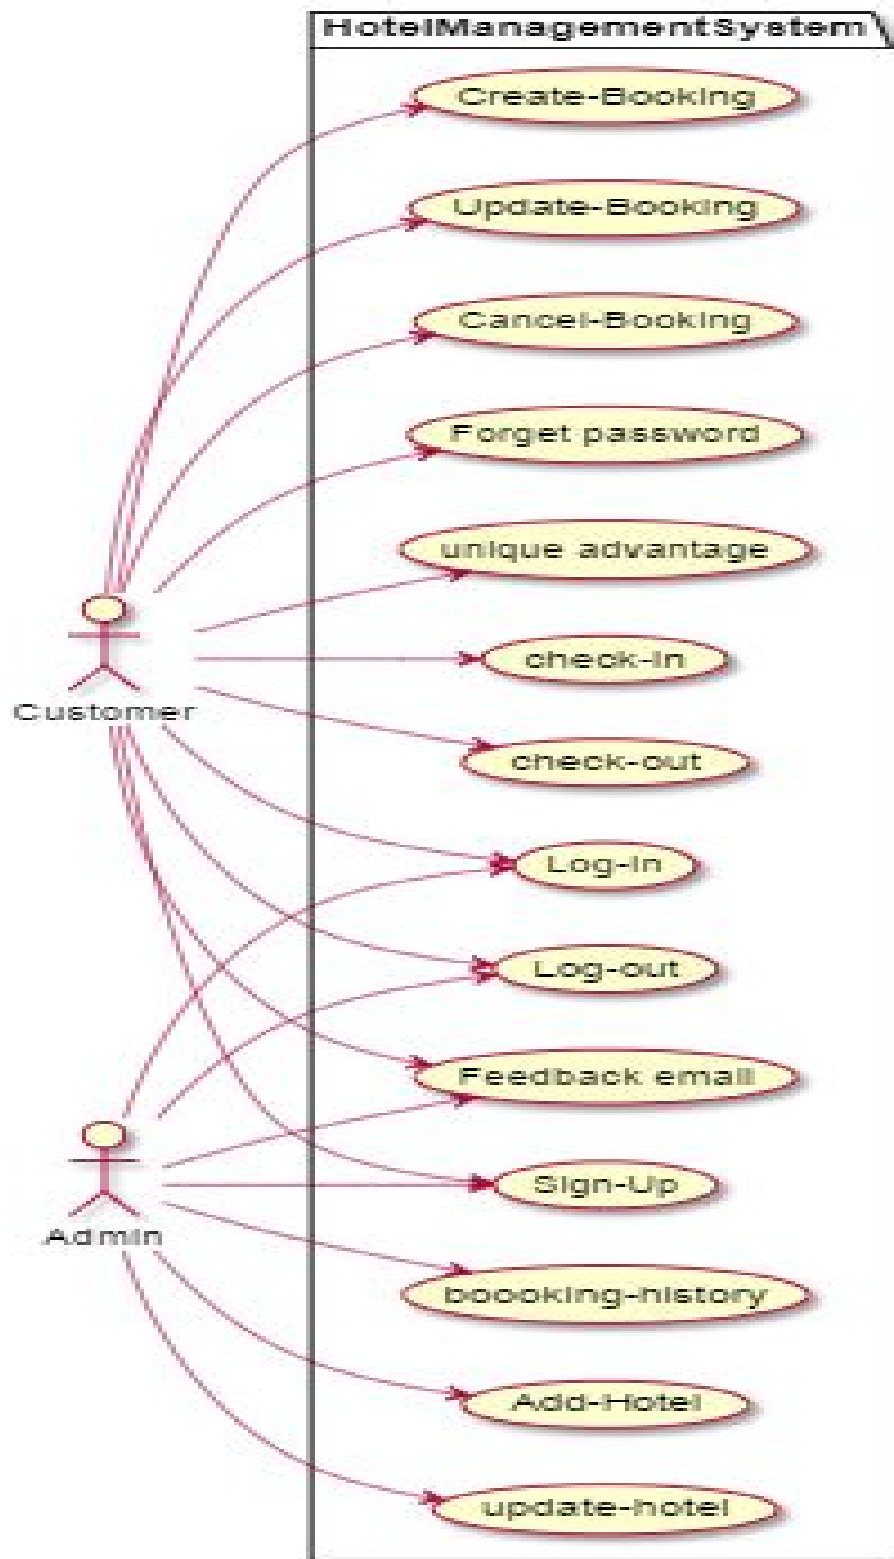 HotelManagementSystem
Create-Booking
Update-Booking
Cancel-Booking
Forget password
unique advantage
check-in
Customer
check-out
Log-in
Log-out
Feedback email
Sign-Up
Admin
boooking-history
Add-Hotel
update-hotel